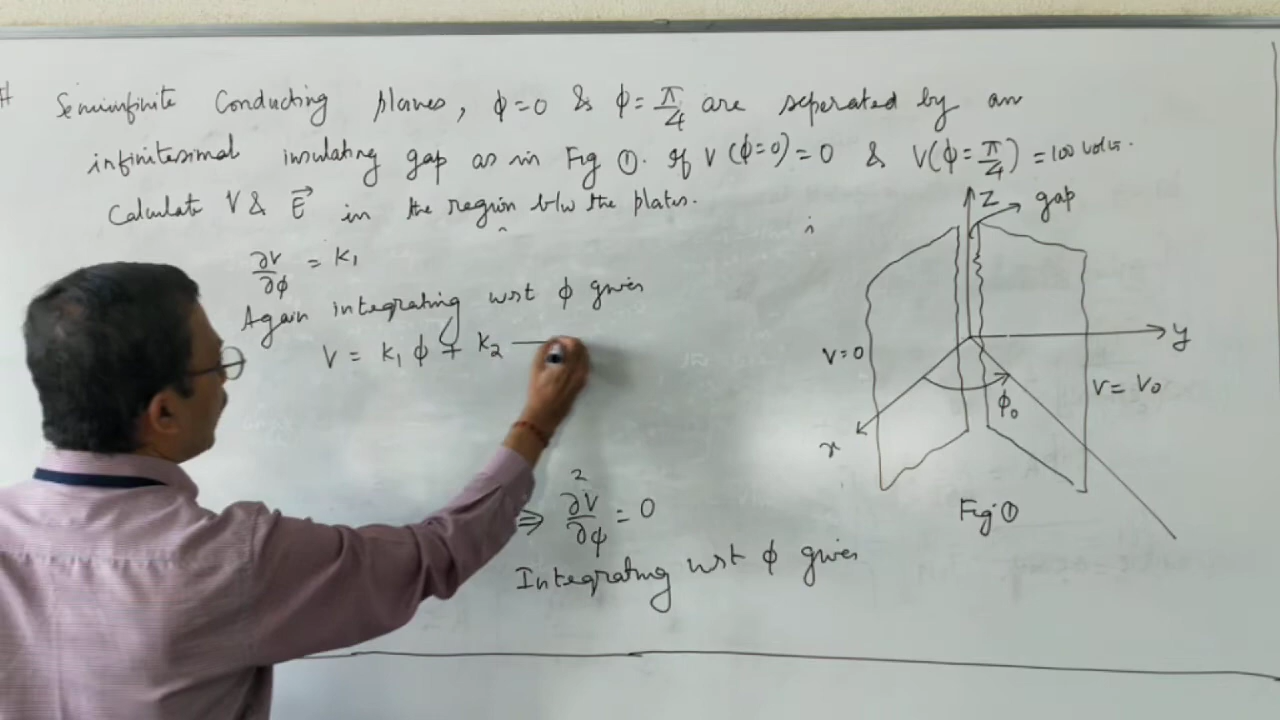 # Semiinfinite Conducting planes, ϕ=0 & ϕ=π/4 are seperated by an
infinitesimal insulating gap as in Fig ①. If V(ϕ=0)=0 & V(ϕ=π/4)=100 volts.
Calculate V & E⃗ in the region b/w the plates.
∂V/∂ϕ = k₁
Again integrating wrt ϕ gives
V = k₁ ϕ + k₂ —
⇒ ∂²V/∂ϕ = 0
Integrating wrt ϕ gives
Z
gap
y
V=0
V= V₀
ϕ₀
x
Fig ①